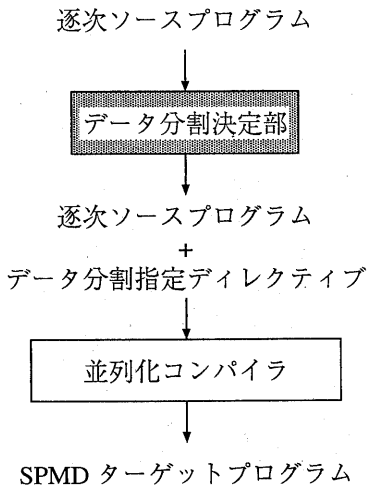 逐次ソースプログラム
データ分割決定部
逐次ソースプログラム
+
データ分割指定ディレクティブ
並列化コンパイラ
SPMD ターゲットプログラム